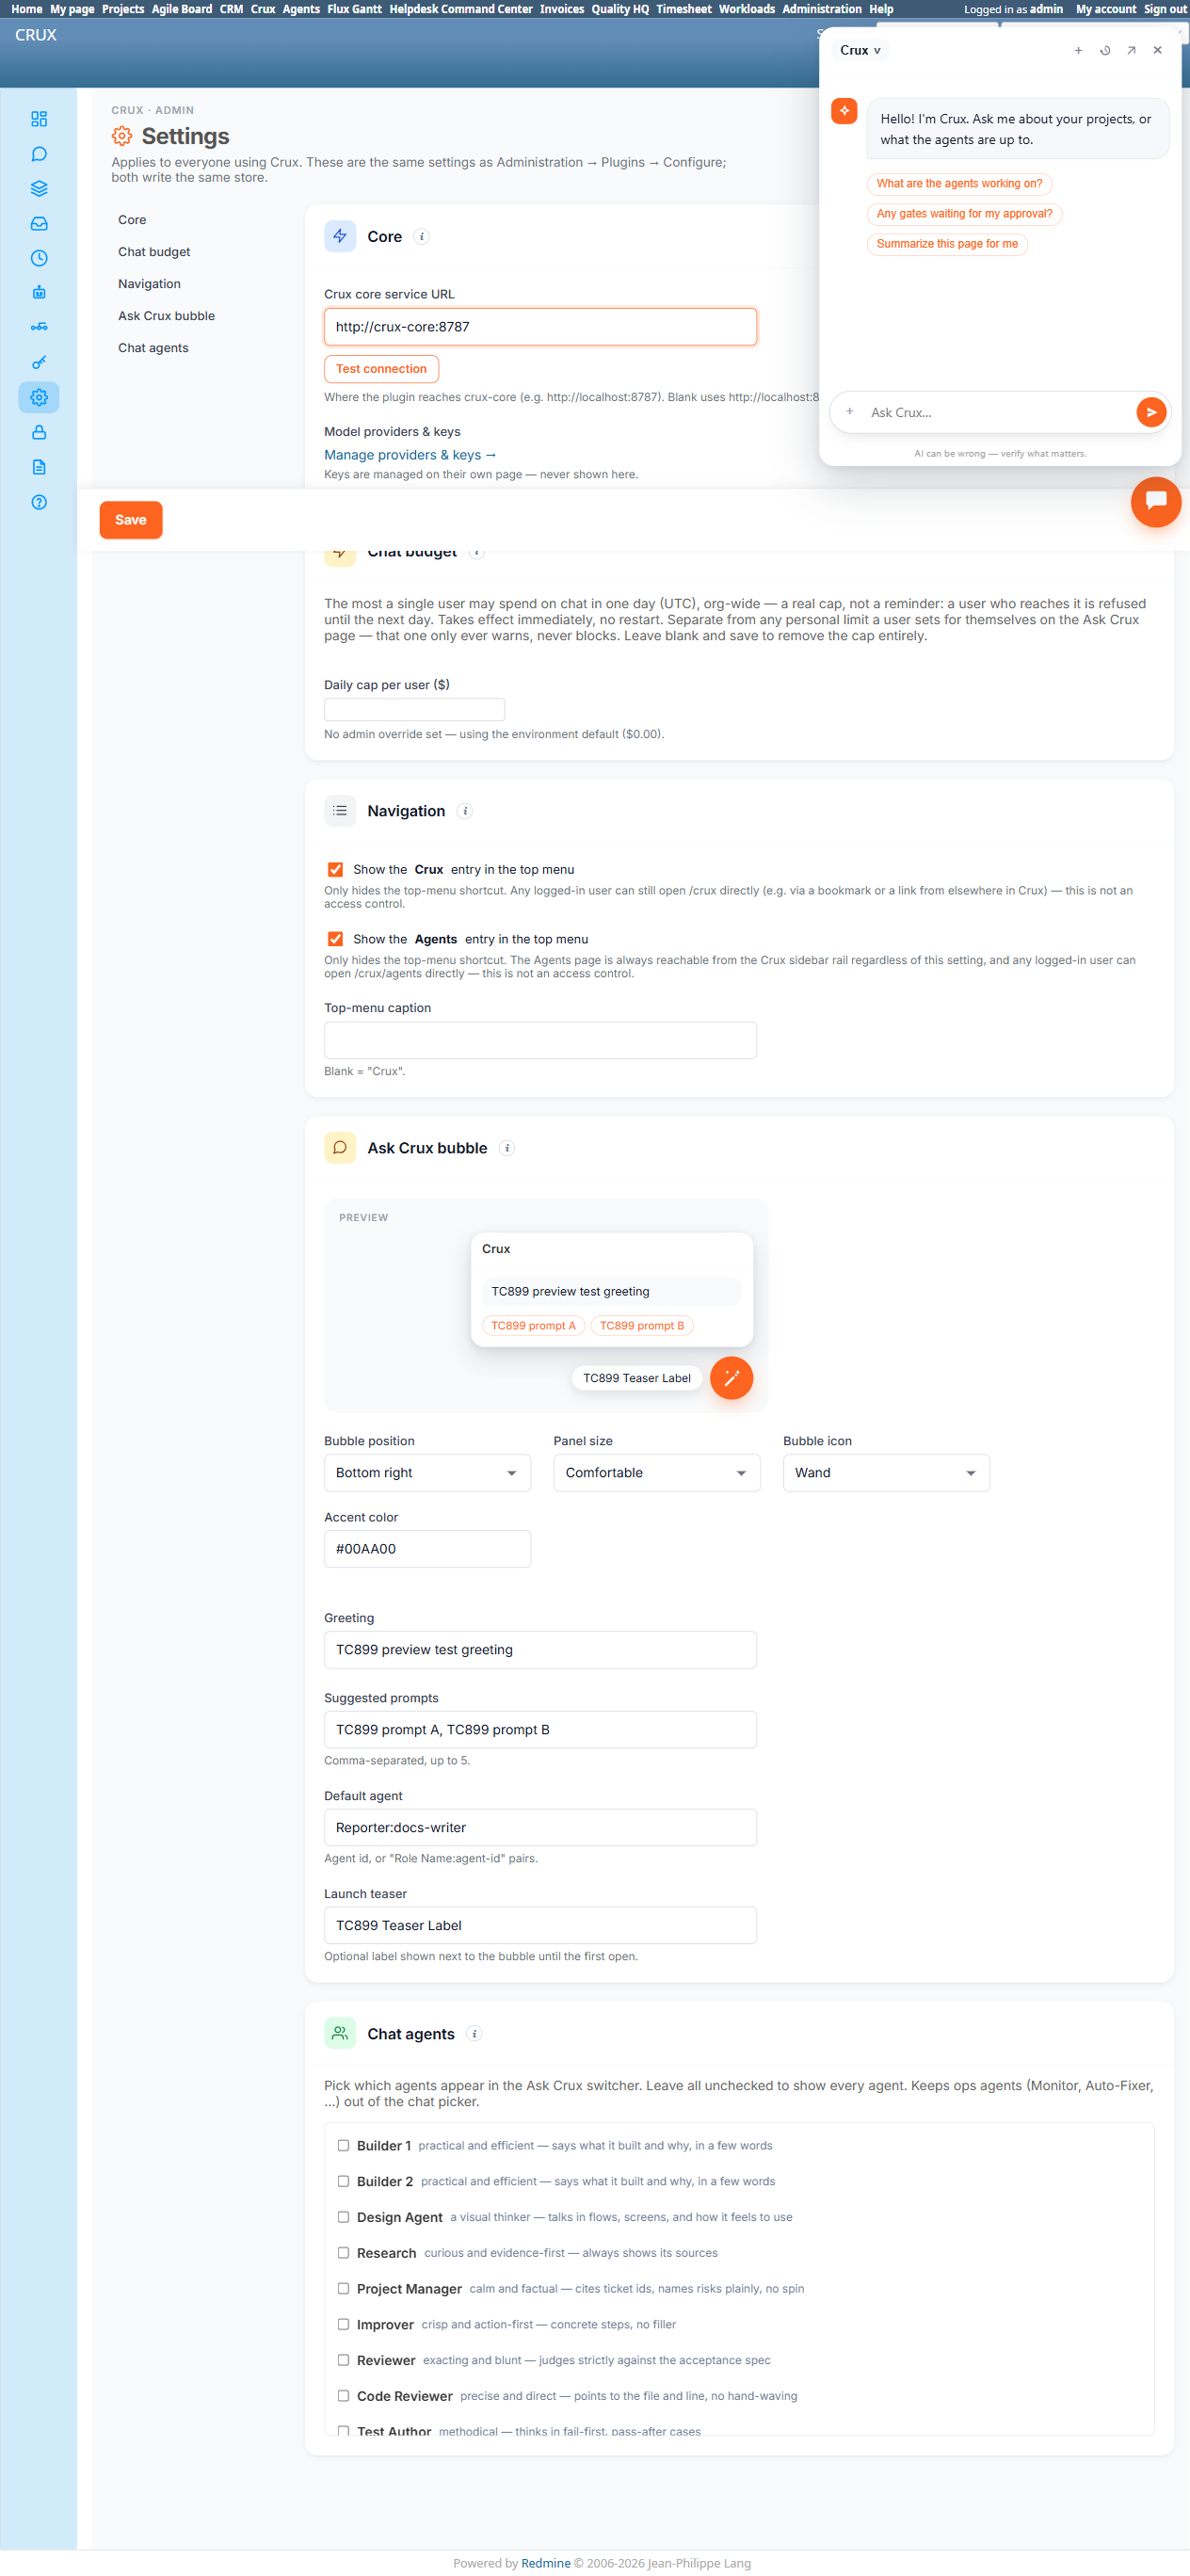 Home My page Projects Agile Board CRM Crux Agents Flux Gantt Helpdesk Command Center Invoices Quality HQ Timesheet Workloads Administration Help Logged in as admin My account Sign out
CRUX
Crux v
CRUX · ADMIN
Settings
Applies to everyone using Crux. These are the same settings as Administration → Plugins → Configure;
both write the same store.
Hello! I'm Crux. Ask me about your projects, or
what the agents are up to.
What are the agents working on?
Any gates waiting for my approval?
Summarize this page for me
Ask Crux...
AI can be wrong — verify what matters.
Core
Chat budget
Navigation
Ask Crux bubble
Chat agents
Core
Crux core service URL
http://crux-core:8787
Test connection
Where the plugin reaches crux-core (e.g. http://localhost:8787). Blank uses http://localhost:8
Model providers & keys
Manage providers & keys →
Keys are managed on their own page — never shown here.
Save
Chat budget
The most a single user may spend on chat in one day (UTC), org-wide — a real cap, not a reminder: a user who reaches it is refused
until the next day. Takes effect immediately, no restart. Separate from any personal limit a user sets for themselves on the Ask Crux
page — that one only ever warns, never blocks. Leave blank and save to remove the cap entirely.
Daily cap per user ($)
No admin override set — using the environment default ($0.00).
Navigation
Show the Crux entry in the top menu
Only hides the top-menu shortcut. Any logged-in user can still open /crux directly (e.g. via a bookmark or a link from elsewhere in Crux) — this is not an
access control.
Show the Agents entry in the top menu
Only hides the top-menu shortcut. The Agents page is always reachable from the Crux sidebar rail regardless of this setting, and any logged-in user can
open /crux/agents directly — this is not an access control.
Top-menu caption
Blank = "Crux".
Ask Crux bubble
PREVIEW
Crux
TC899 preview test greeting
TC899 prompt A TC899 prompt B
TC899 Teaser Label
Bubble position Panel size Bubble icon
Bottom right Comfortable Wand
Accent color
#00AA00
Greeting
TC899 preview test greeting
Suggested prompts
TC899 prompt A, TC899 prompt B
Comma-separated, up to 5.
Default agent
Reporter:docs-writer
Agent id, or "Role Name:agent-id" pairs.
Launch teaser
TC899 Teaser Label
Optional label shown next to the bubble until the first open.
Chat agents
Pick which agents appear in the Ask Crux switcher. Leave all unchecked to show every agent. Keeps ops agents (Monitor, Auto-Fixer,
...) out of the chat picker.
Builder 1 practical and efficient — says what it built and why, in a few words
Builder 2 practical and efficient — says what it built and why, in a few words
Design Agent a visual thinker — talks in flows, screens, and how it feels to use
Research curious and evidence-first — always shows its sources
Project Manager calm and factual — cites ticket ids, names risks plainly, no spin
Improver crisp and action-first — concrete steps, no filler
Reviewer exacting and blunt — judges strictly against the acceptance spec
Code Reviewer precise and direct — points to the file and line, no hand-waving
Test Author methodical — thinks in fail-first, pass-after cases
Powered by Redmine © 2006-2026 Jean-Philippe Lang